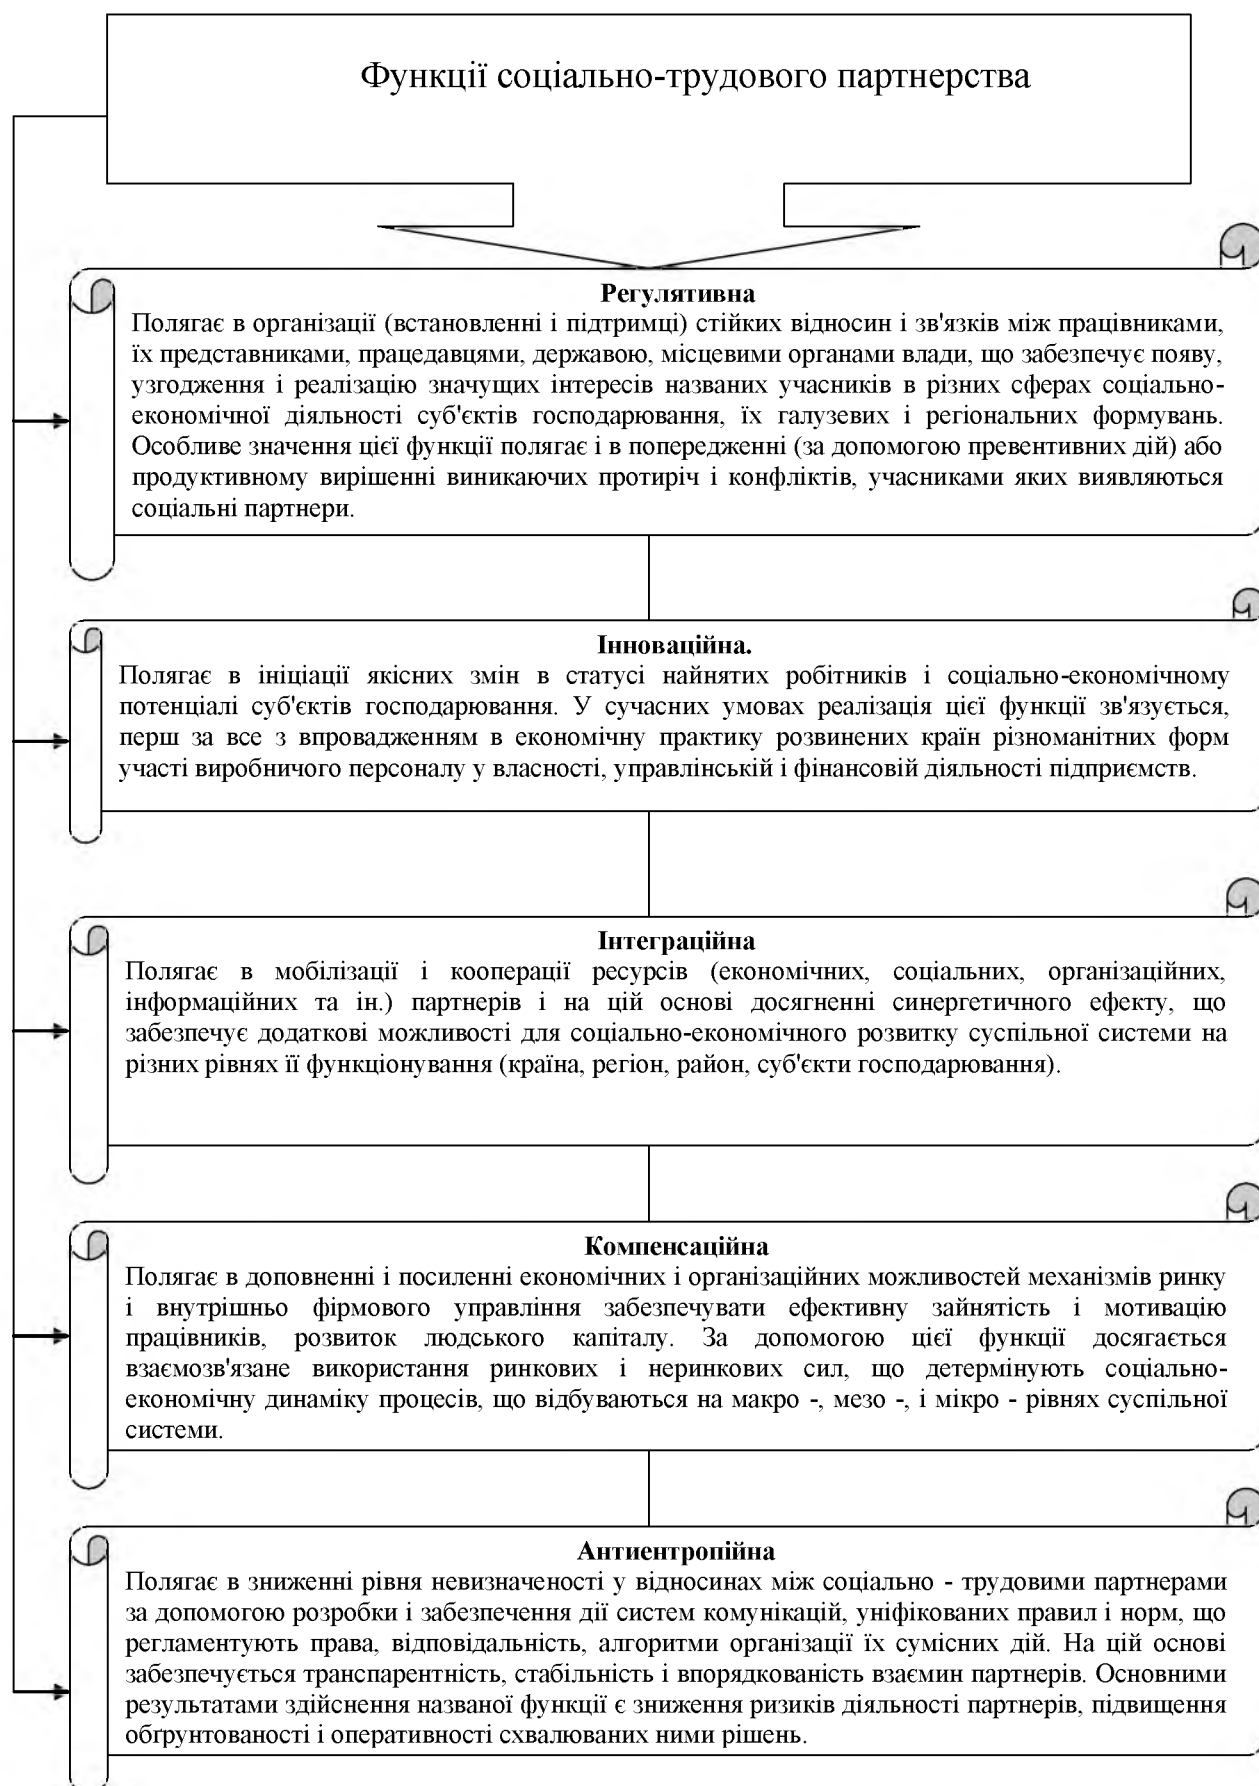 Функції соціально-трудового партнерства
Регулятивна
Полягає в організації (встановленні і підтримці) стійких відносин і зв'язків між працівниками,
їх представниками, працедавцями, державою, місцевими органами влади, що забезпечує появу,
узгодження і реалізацію значущих інтересів названих учасників в різних сферах соціально-
економічної діяльності суб'єктів господарювання, їх галузевих і регіональних формувань.
Особливе значення цієї функції полягає і в попередженні (за допомогою превентивних дій) або
продуктивному вирішенні виникаючих протиріч і конфліктів, учасниками яких виявляються
соціальні партнери.
Інноваційна.
Полягає в ініціації якісних змін в статусі найнятих робітників і соціально-економічному
потенціалі суб'єктів господарювання. У сучасних умовах реалізація цієї функції зв'язується,
перш за все з впровадженням в економічну практику розвинених країн різноманітних форм
участі виробничого персоналу у власності, управлінській і фінансовій діяльності підприємств.
Інтеграційна
Полягає в мобілізації і кооперації ресурсів (економічних, соціальних, організаційних,
інформаційних та ін.) партнерів і на цій основі досягненні синергетичного ефекту, що
забезпечує додаткові можливості для соціально-економічного розвитку суспільної системи на
різних рівнях її функціонування (країна, регіон, район, суб'єкти господарювання).
Компенсаційна
Полягає в доповненні і посиленні економічних і організаційних можливостей механізмів ринку
і внутрішньо фірмового управління забезпечувати ефективну зайнятість і мотивацію
працівників, розвиток людського капіталу. За допомогою цієї функції досягається
взаємозв'язане використання ринкових і неринкових сил, що детермінують соціально-
економічну динаміку процесів, що відбуваються на макро -, мезо -, і мікро - рівнях суспільної
системи.
Антиентропійна
Полягає в зниженні рівня невизначеності у відносинах між соціально - трудовими партнерами
за допомогою розробки і забезпечення дії систем комунікацій, уніфікованих правил і норм, що
регламентують права, відповідальність, алгоритми організації їх сумісних дій. На цій основі
забезпечується транспарентність, стабільність і впорядкованість взаємин партнерів. Основними
результатами здійснення названої функції є зниження ризиків діяльності партнерів, підвищення
обґрунтованості і оперативності схвалюваних ними рішень.